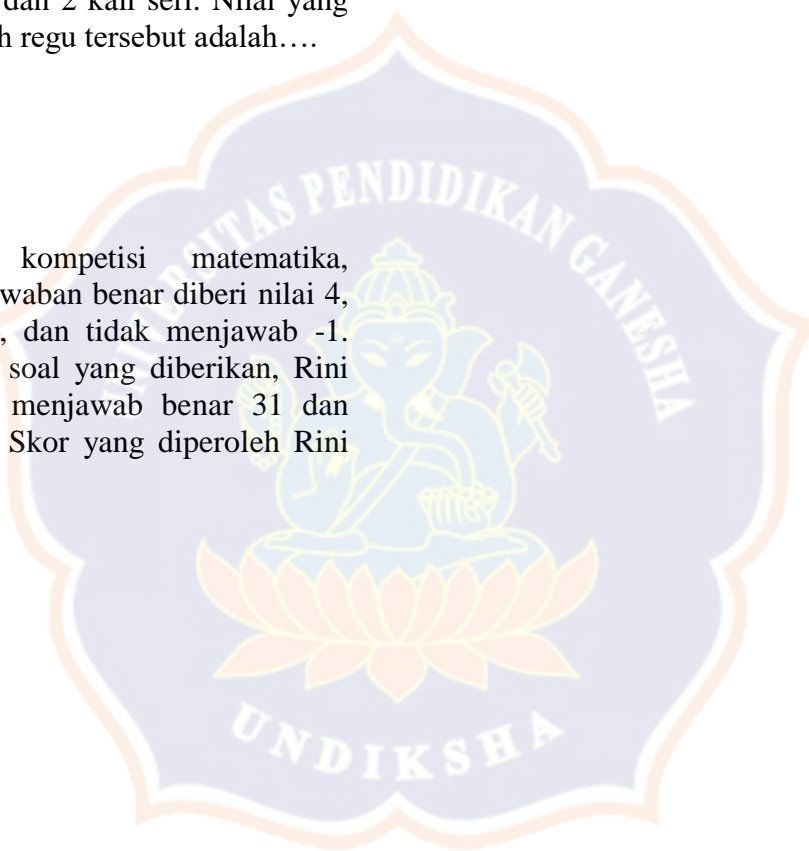 dan 2 kali seri. Nilai yang
regu tersebut adalah….
kompetisi matematika,
benar diberi nilai 4,
dan tidak menjawab -1.
soal yang diberikan, Rini
menjawab benar 31 dan
Skor yang diperoleh Rini
UNIVERSITAS PENDIDIKAN GANESHA
UNDIKSHA